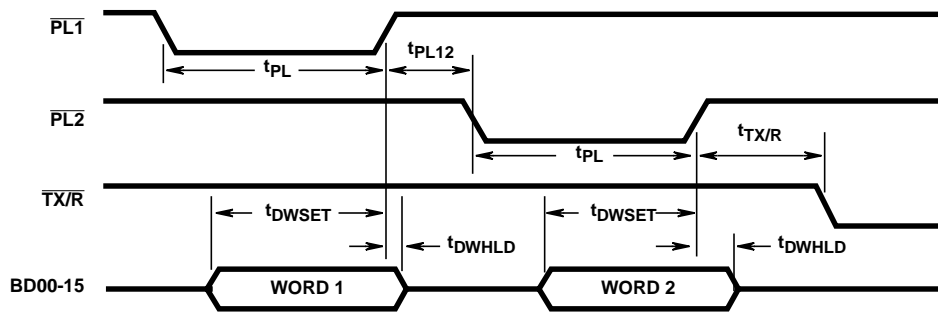 PL1
tPL12
tPL
PL2
tTX/R
tPL
TX/R
tDWSET
tDWSET
tDWHLD
tDWHLD
BD00-15
WORD 1
WORD 2